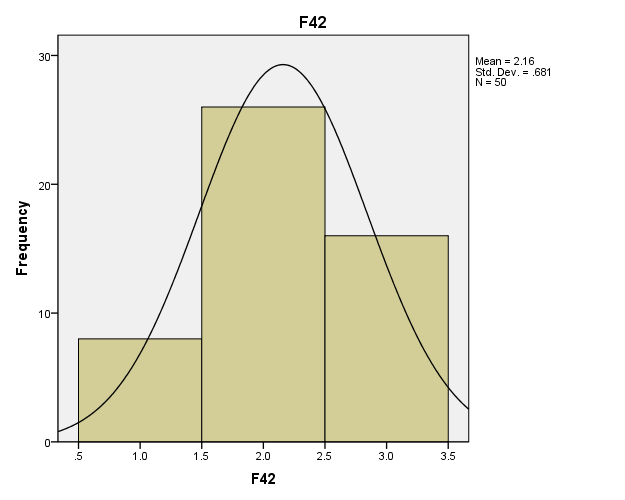 F42
Mean = 2.16
Std. Dev. = .681
N = 50
30
20
10
0
Frequency
.5 1.0 1.5 2.0 2.5 3.0 3.5
F42